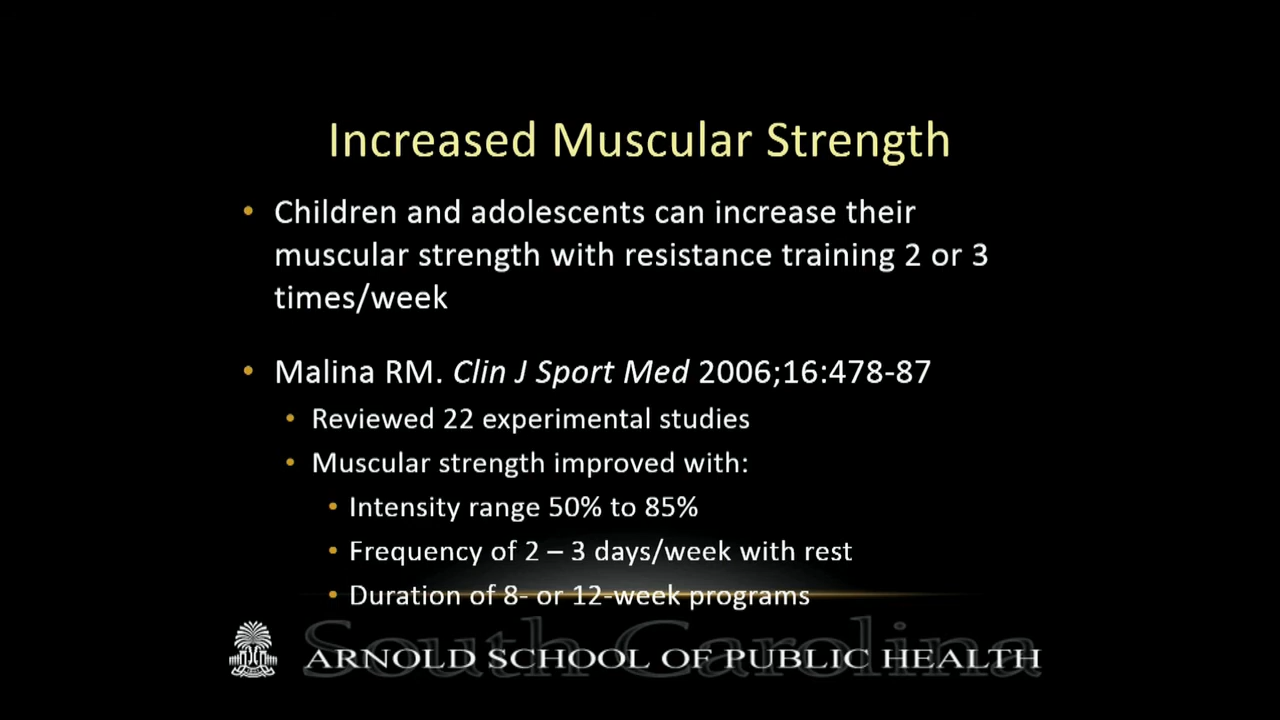 Increased Muscular Strength
• Children and adolescents can increase their
muscular strength with resistance training 2 or 3
times/week
• Malina RM. Clin J Sport Med 2006;16:478-87
• Reviewed 22 experimental studies
• Muscular strength improved with:
• Intensity range 50% to 85%
• Frequency of 2 – 3 days/week with rest
• Duration of 8- or 12-week programs
South Carolina
ARNOLD SCHOOL OF PUBLIC HEALTH